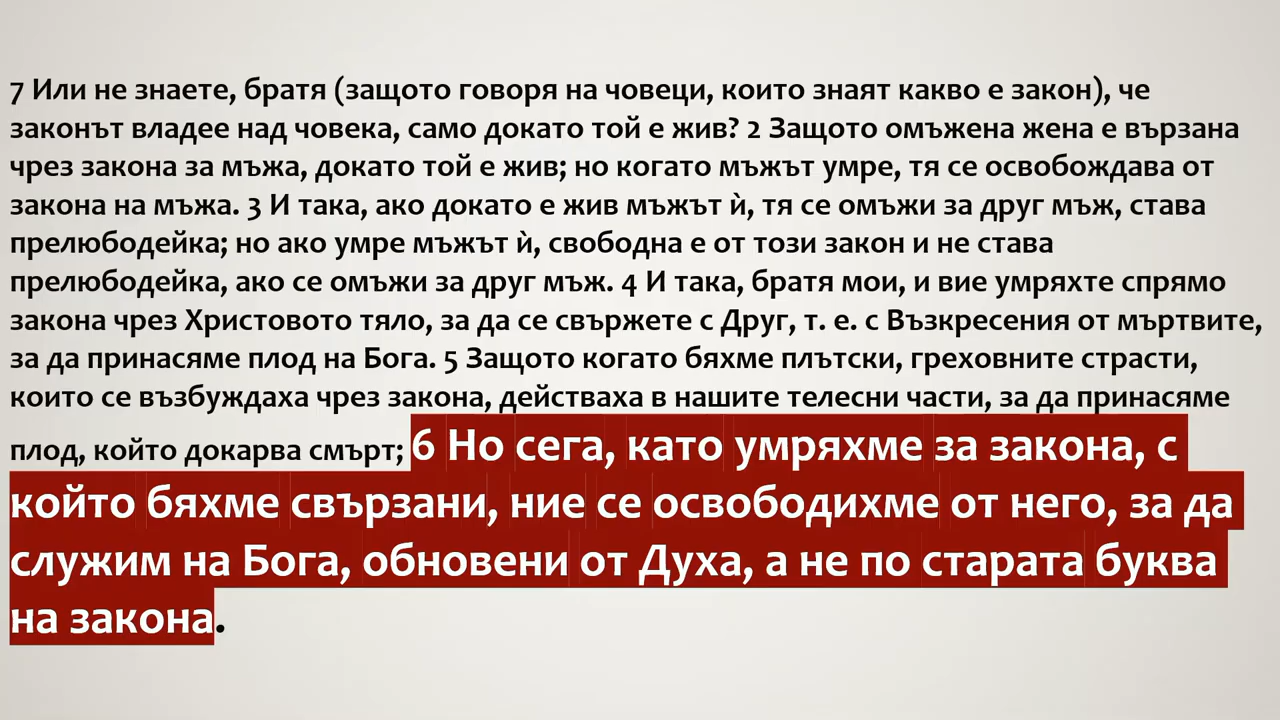 7 Или не знаете, братя (защото говоря на човеци, които знаят какво е закон), че
законът владее над човека, само докато той е жив? 2 Защото омъжена жена е вързана
чрез закона за мъжа, докато той е жив; но когато мъжът умре, тя се освобождава от
закона на мъжа. 3 И така, ако докато е жив мъжът ѝ, тя се омъжи за друг мъж, става
прелюбодейка; но ако умре мъжът ѝ, свободна е от този закон и не става
прелюбодейка, ако се омъжи за друг мъж. 4 И така, братя мои, и вие умряхте спрямо
закона чрез Христовото тяло, за да се свържете с Друг, т. е. с Възкресения от мъртвите,
за да принасяме плод на Бога. 5 Защото когато бяхме плътски, греховните страсти,
които се възбуждаха чрез закона, действаха в нашите телесни части, за да принасяме
плод, който докарва смърт; 6 Но сега, като умряхме за закона, с
който бяхме свързани, ние се освободихме от него, за да
служим на Бога, обновени от Духа, а не по старата буква
на закона.